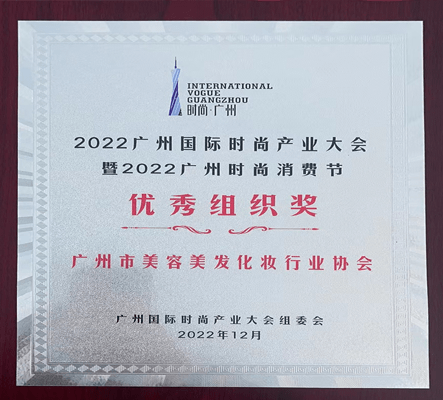 INTERNATIONAL
VOGUE
GUANGZHOU
时尚·广州
2022广州国际时尚产业大会
暨2022广州时尚消费节
优秀组织奖
广州市美容美发化妆行业协会
广州国际时尚产业大会组委会
2022年12月